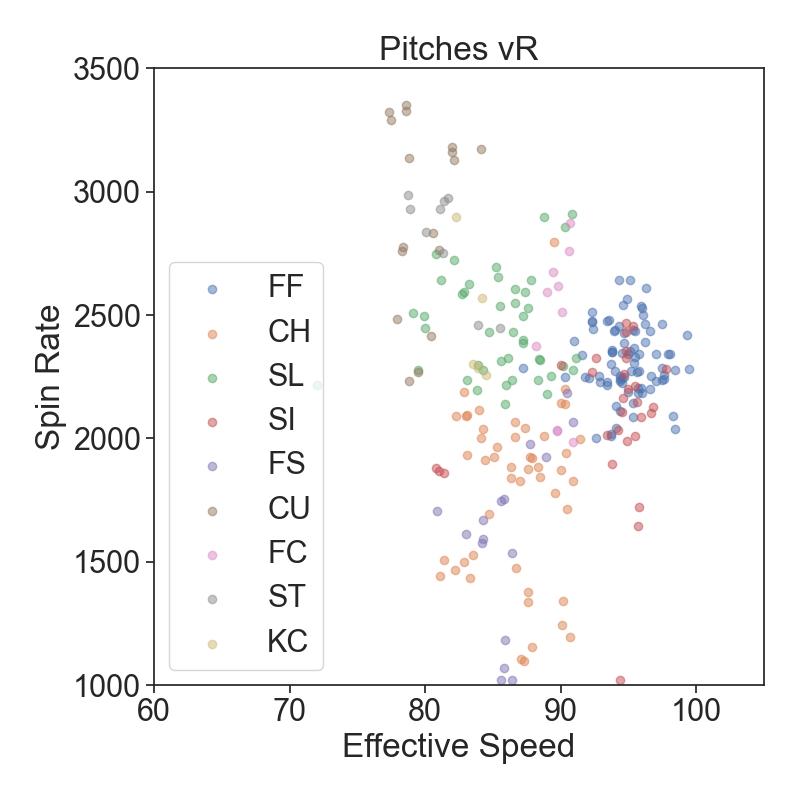 Pitches vR
3500
3000
2500
2000
1500
1000
Spin Rate
FF
CH
SL
SI
FS
CU
FC
ST
KC
60 70 80 90 100
Effective Speed